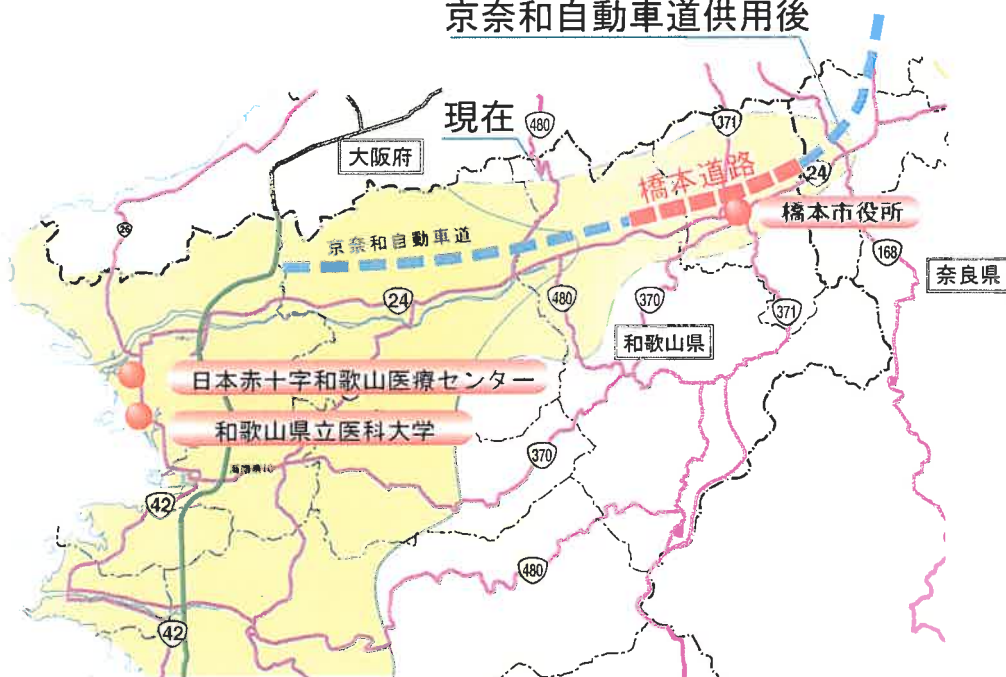 京奈和自動車道供用後
現在
480
371
大阪府
橋本道路
24
橋本市役所
26
京奈和自動車道
168
奈良県
24
480
370
371
和歌山県
日本赤十字和歌山医療センター
和歌山県立医科大学
370
42
480
42